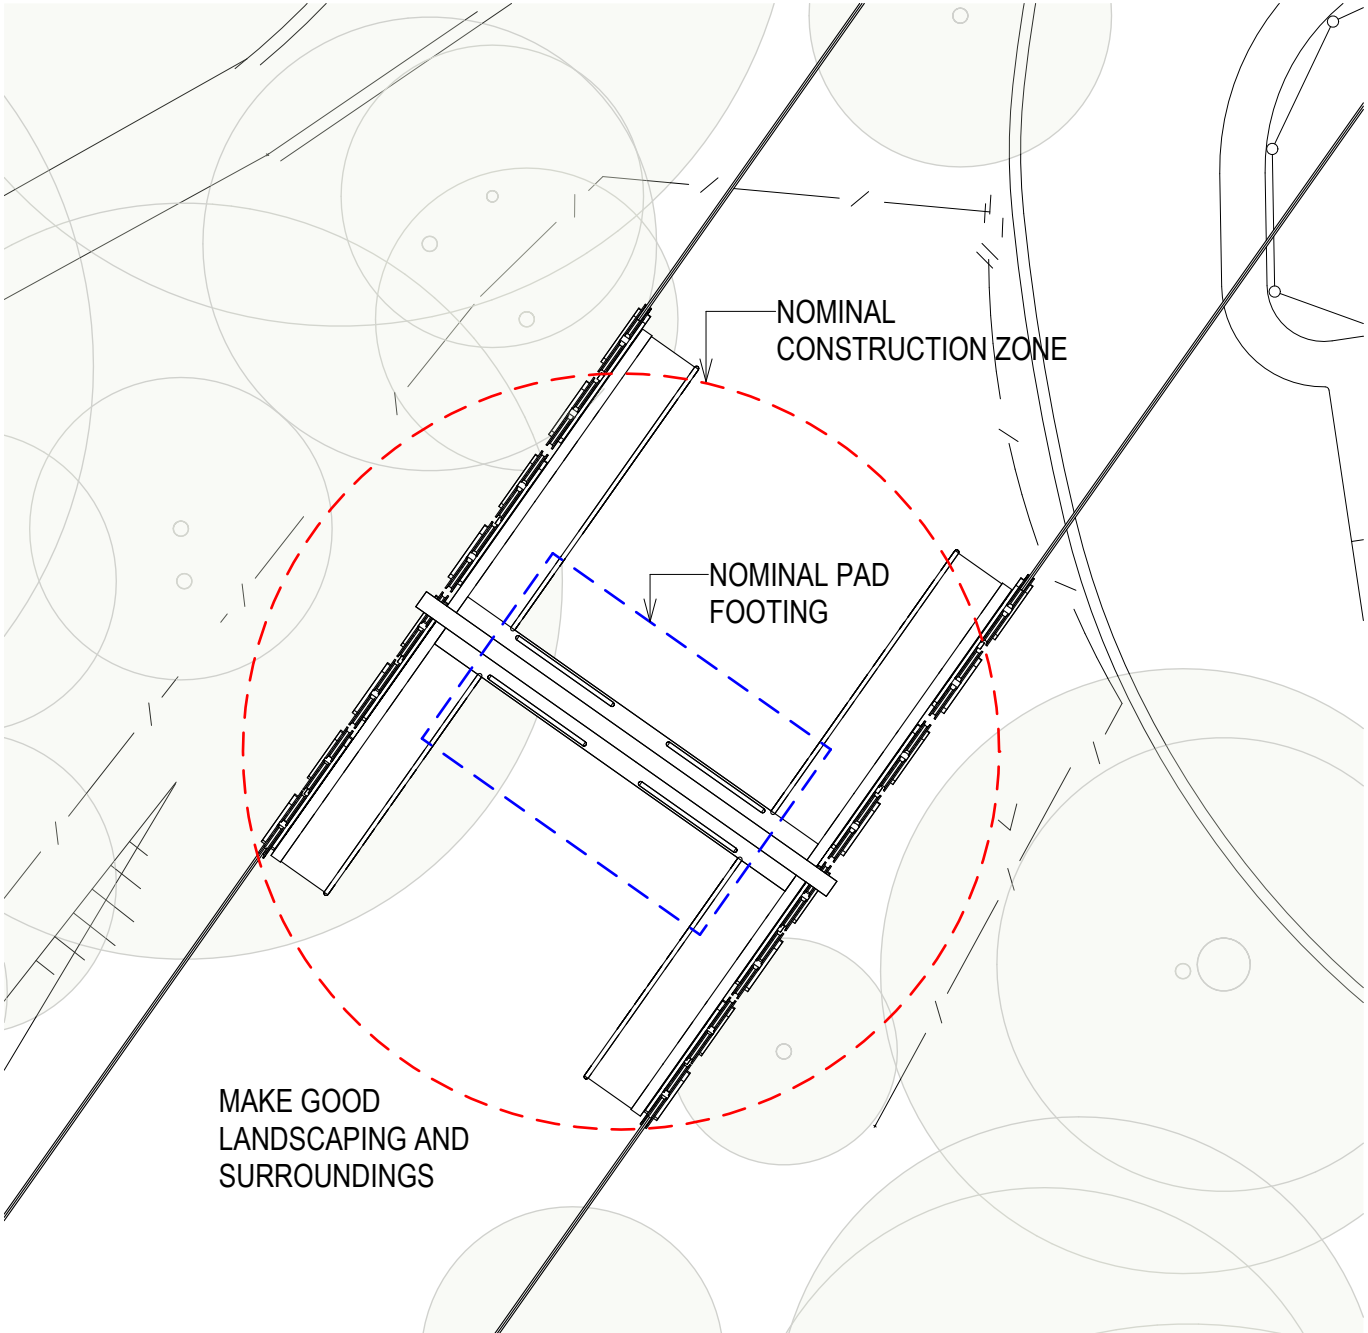 NOMINAL
CONSTRUCTION ZONE
NOMINAL PAD
FOOTING
MAKE GOOD
LANDSCAPING AND
SURROUNDINGS